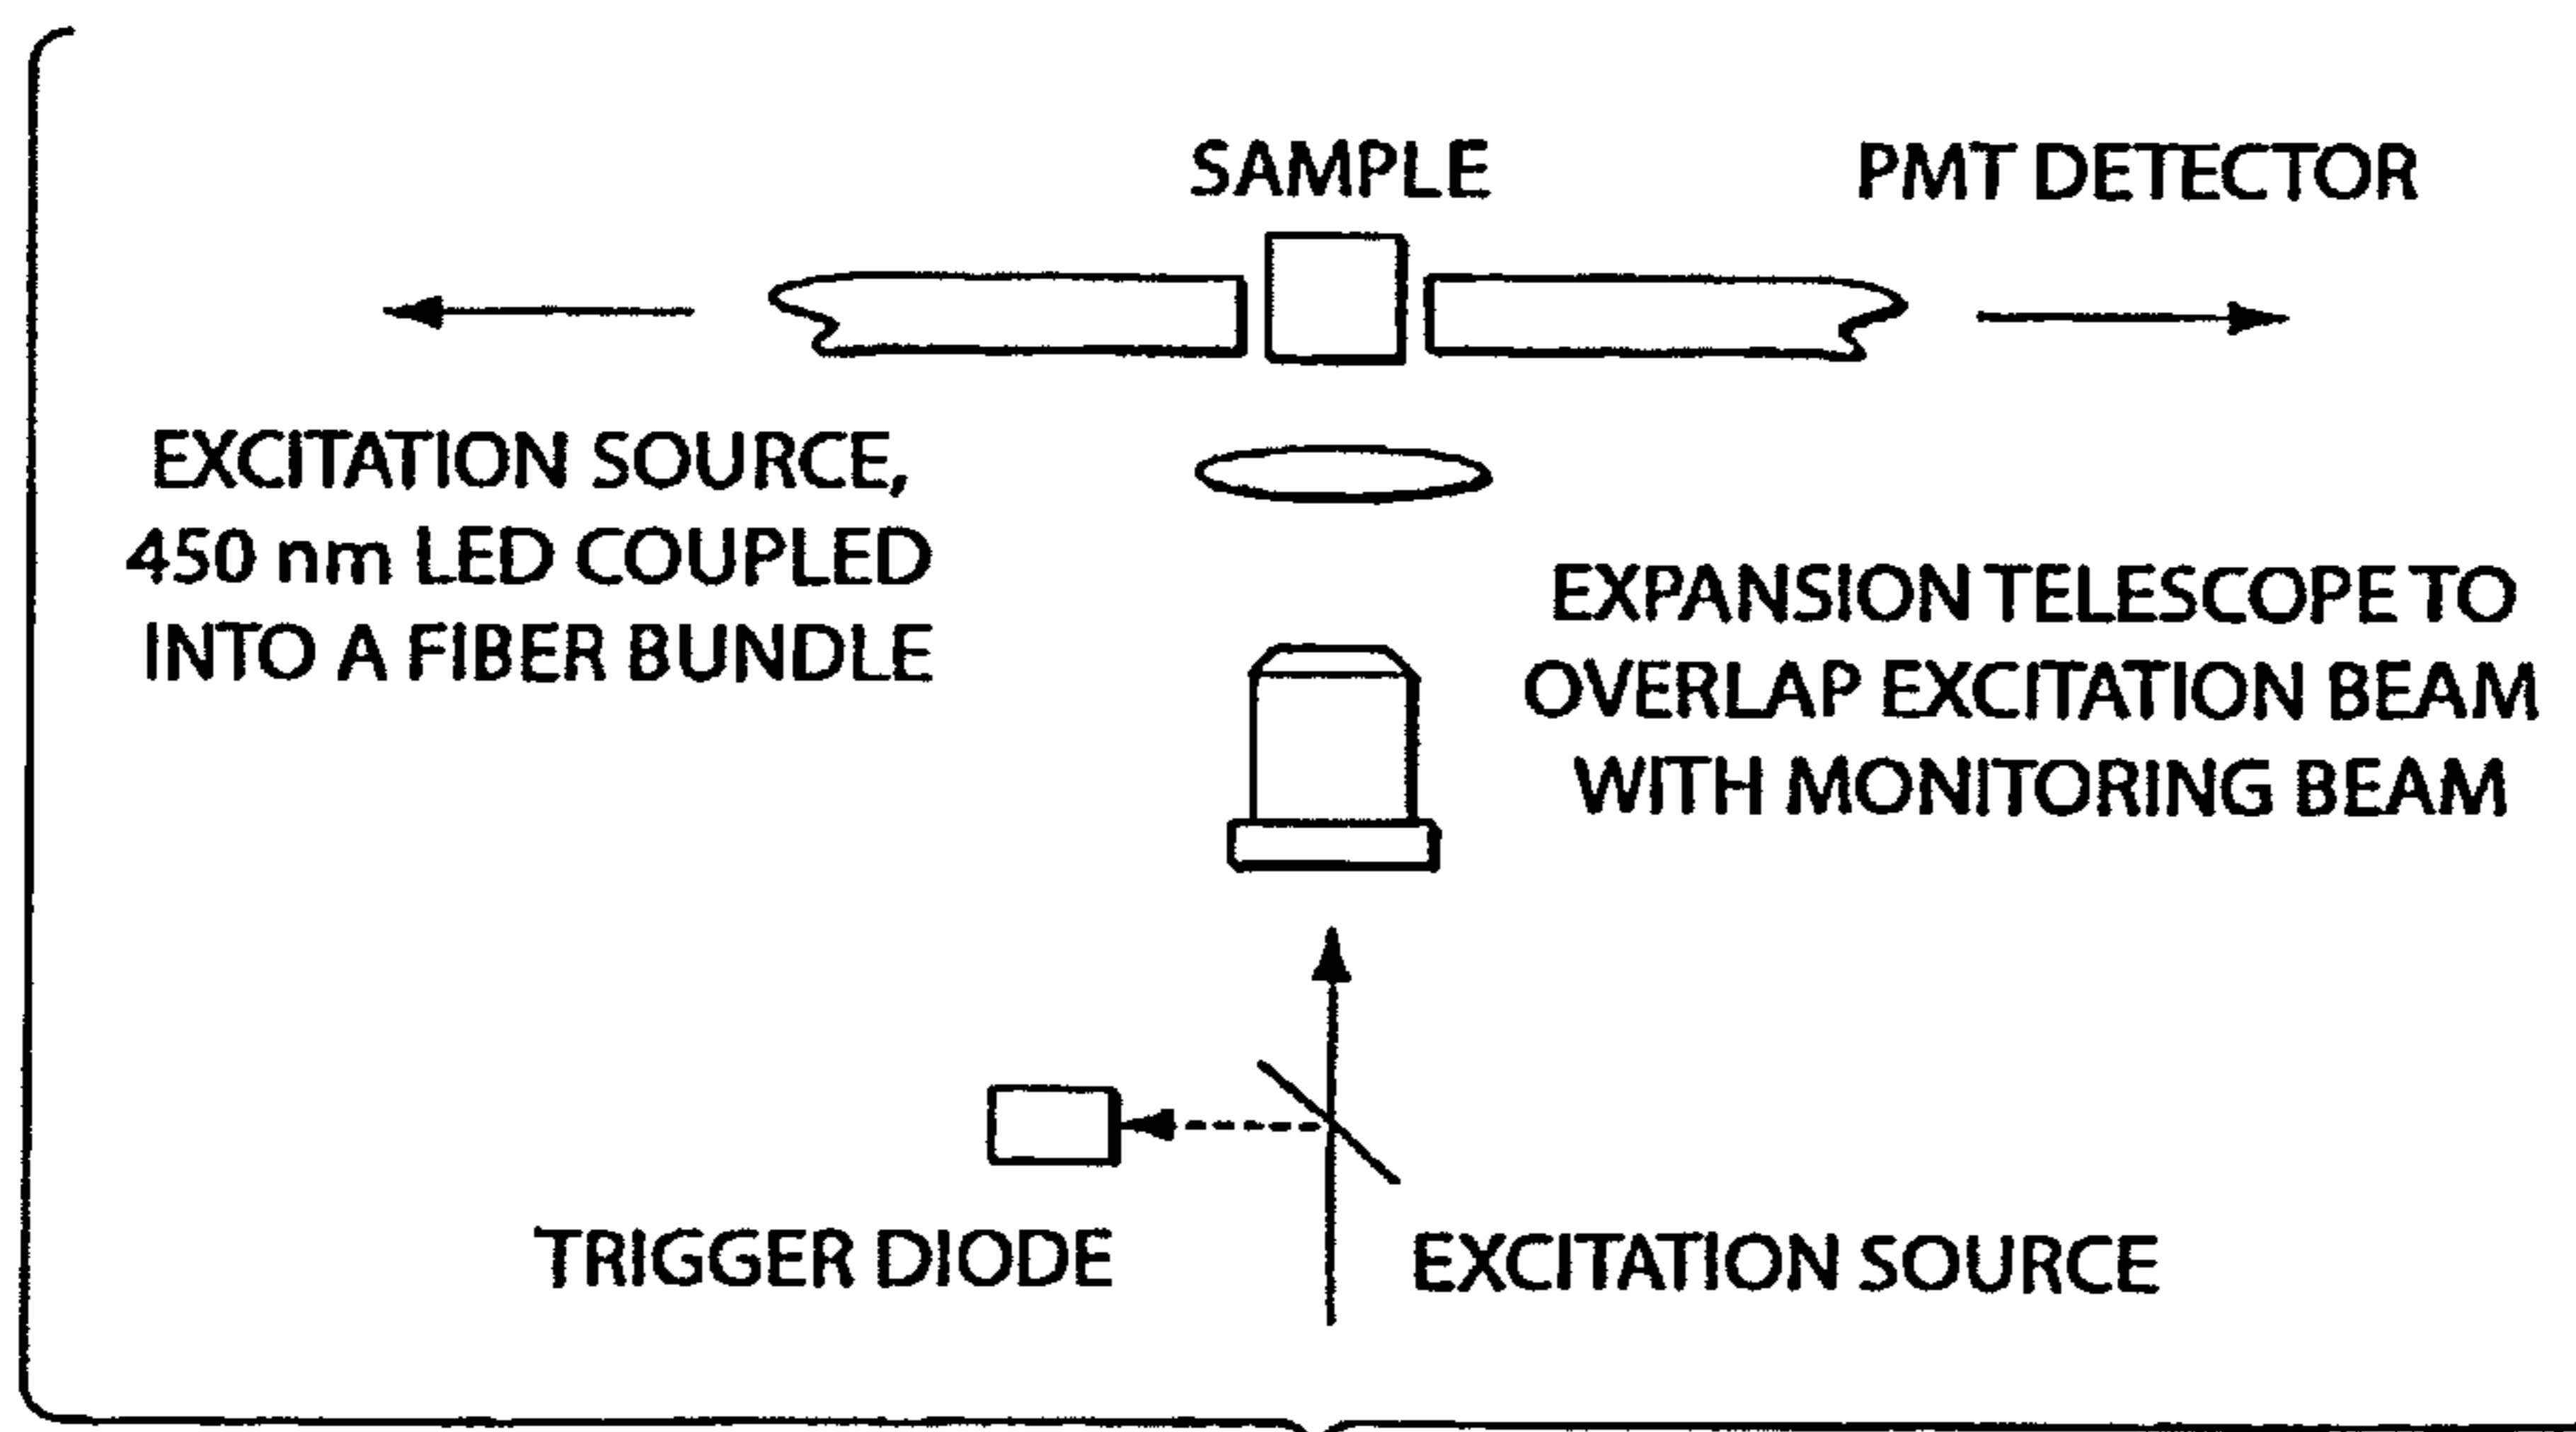 SAMPLE
PMT DETECTOR
EXCITATION SOURCE,
450 nm LED COUPLED
INTO A FIBER BUNDLE
EXPANSION TELESCOPE TO
OVERLAP EXCITATION BEAM
WITH MONITORING BEAM
TRIGGER DIODE
EXCITATION SOURCE